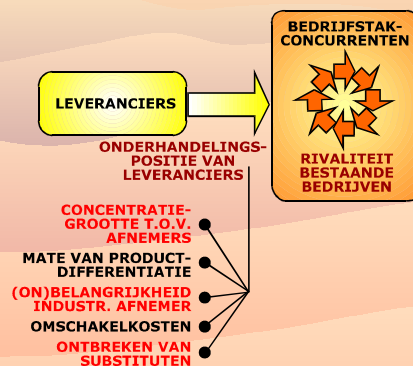 BEDRIJFSTAK-
CONCURRENTEN
LEVERANCIERS
ONDERHANDELINGS-
POSITIE VAN
LEVERANCIERS
RIVALITEIT
BESTAANDE
BEDRIJVEN
CONCENTRATIE-
GROOTTE T.O.V.
AFNEMERS
MATE VAN PRODUCT-
DIFFERENTIATIE
(ON)BELANGRIJKHEID
INDUSTR. AFNEMER
OMSCHAKELKOSTEN
ONTBREKEN VAN
SUBSTITUTEN